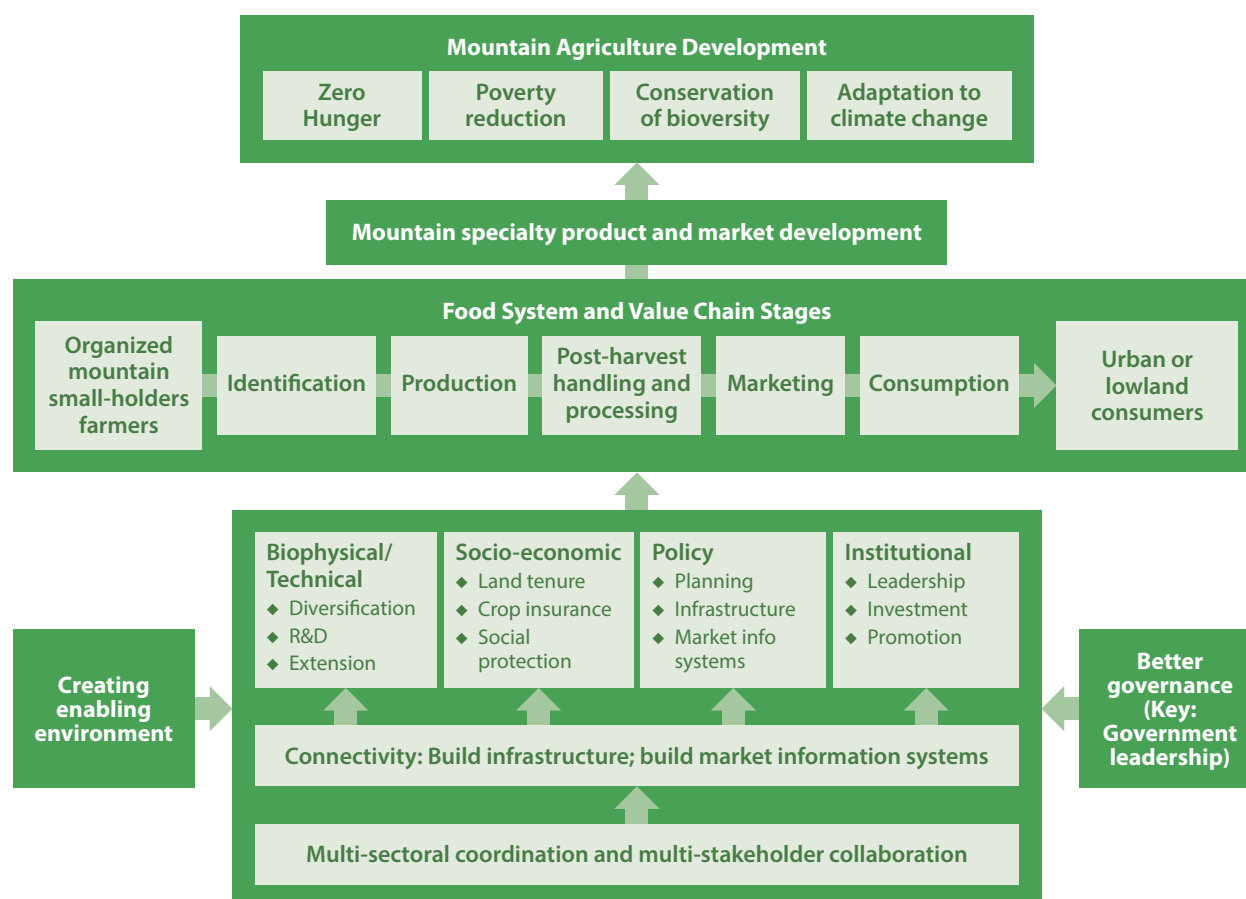 Mountain Agriculture Development
Zero
Hunger
Poverty
reduction
Conservation
of bioversity
Adaptation to
climate change
Mountain specialty product and market development
Food System and Value Chain Stages
Organized
mountain
small-holders
farmers
Identification
Production
Post-harvest
handling and
processing
Marketing
Consumption
Urban or
lowland
consumers
Biophysical/
Technical
◆ Diversification
◆ R&D
◆ Extension
Socio-economic
◆ Land tenure
◆ Crop insurance
◆ Social
protection
Policy
◆ Planning
◆ Infrastructure
◆ Market info
systems
Institutional
◆ Leadership
◆ Investment
◆ Promotion
Creating
enabling
environment
Better
governance
(Key:
Government
leadership)
Connectivity: Build infrastructure; build market information systems
Multi-sectoral coordination and multi-stakeholder collaboration